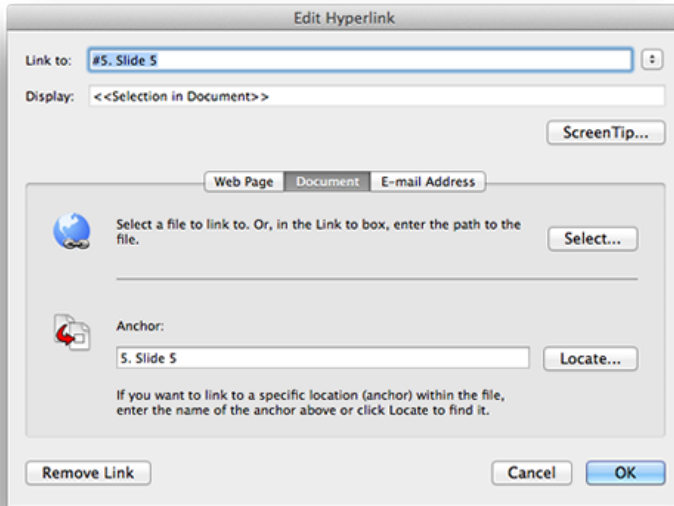 Edit Hyperlink
Link to: #5. Slide 5
Display: <<Selection in Document>>
ScreenTip...
Web Page Document E-mail Address
Select a file to link to. Or, in the Link to box, enter the path to the
file.
Select...
Anchor:
5. Slide 5
Locate...
If you want to link to a specific location (anchor) within the file,
enter the name of the anchor above or click Locate to find it.
Remove Link Cancel OK